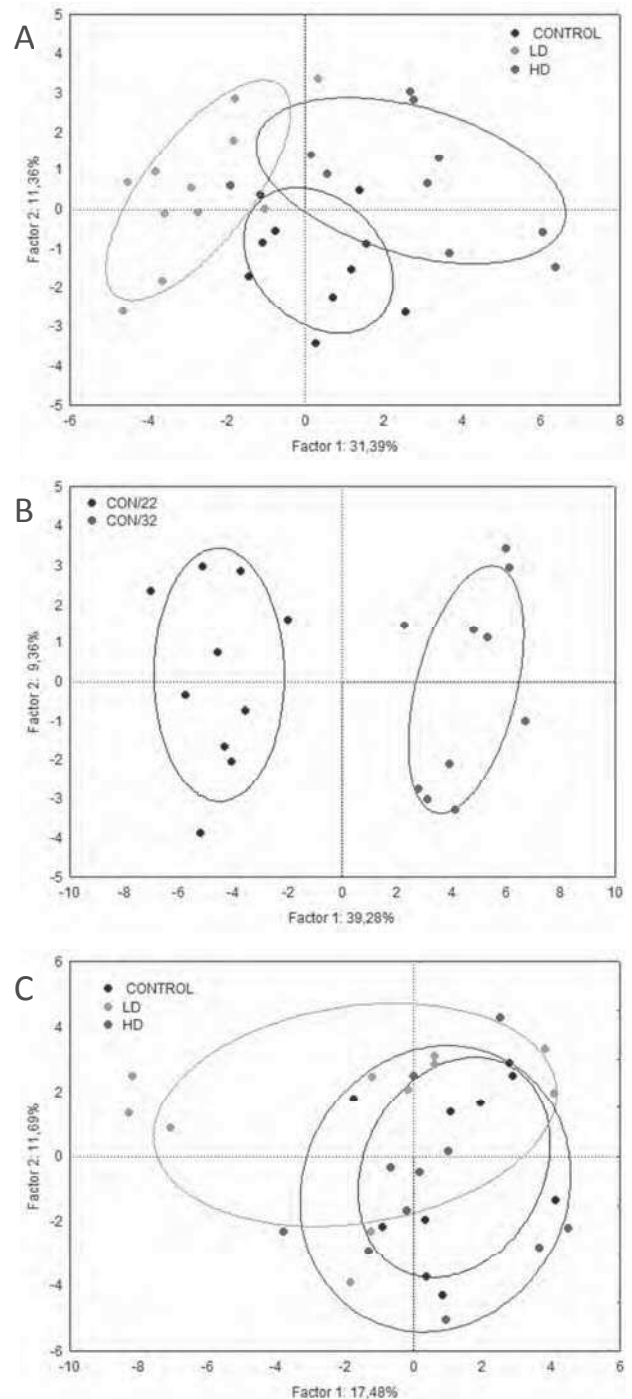 A
CONTROL
LD
HD
5
4
3
2
1
0
-1
-2
-3
-4
-5
Factor 2: 11,36%
-6 -4 -2 0 2 4 6 8
Factor 1: 31,39%
B
CON/22
CON/32
5
4
3
2
1
0
-1
-2
-3
-4
-5
Factor 2: 9,36%
-10 -8 -6 -4 -2 0 2 4 6 8 10
Factor 1: 39,28%
C
CONTROL
LD
HD
6
4
2
0
-2
-4
-6
Factor 2: 11,69%
-10 -8 -6 -4 -2 0 2 4 6
Factor 1: 17,48%